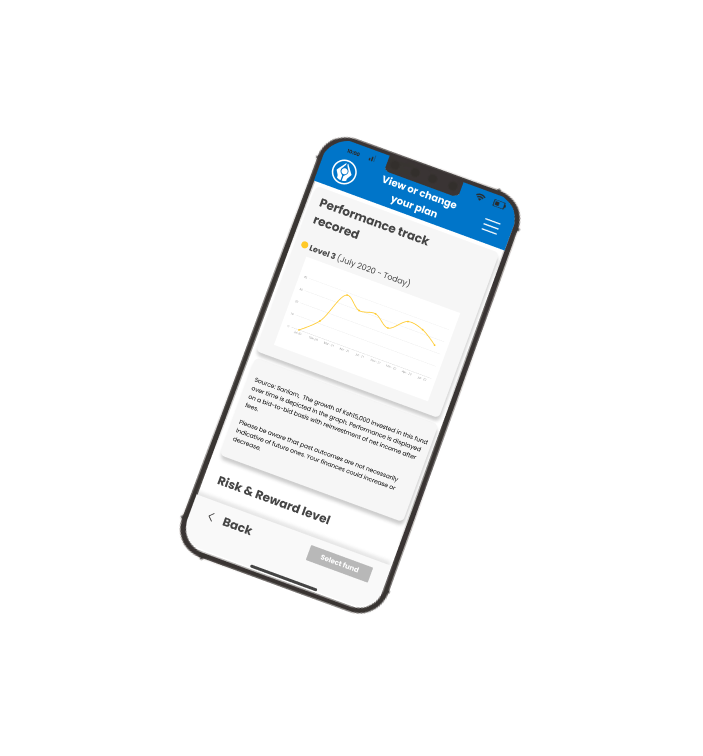 View or change
your plan
Performance track
recored
Level 3 (July 2020 - Today)
Source: Sanlam, The growth of Ksh15,000 invested in this fund
over time is depicted in the graph. Performance is displayed
on a bid-to-bid basis with reinvestment of net income after
fees.
Please be aware that past outcomes are not necessarily
indicative of future ones. Your finances could increase or
decrease.
Risk & Reward level
Back
Select fund